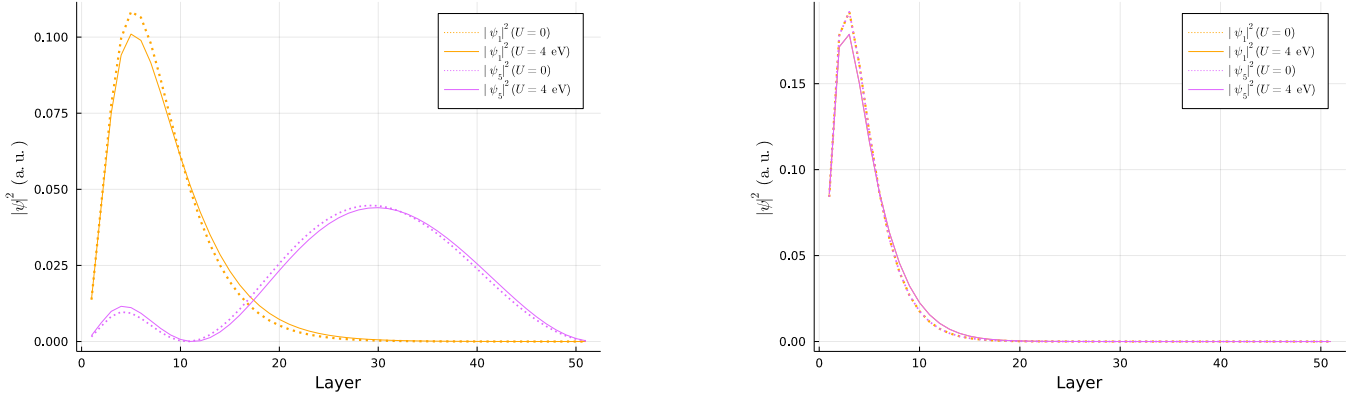 0.100
0.075
0.050
0.025
0.000
|ψ|² (a. u.)
0 10 20 30 40 50
Layer
|ψ₁|²(U = 0)
|ψ₁|²(U = 4 eV)
|ψ₅|²(U = 0)
|ψ₅|²(U = 4 eV)
0.15
0.10
0.05
0.00
|ψ|² (a. u.)
0 10 20 30 40 50
Layer
|ψ₁|²(U = 0)
|ψ₁|²(U = 4 eV)
|ψ₅|²(U = 0)
|ψ₅|²(U = 4 eV)